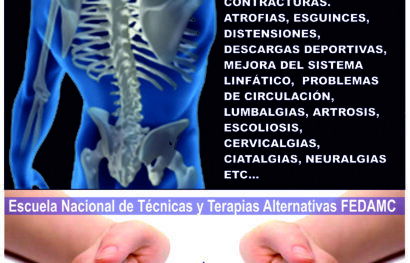 CONTRACTURAS.
ATROFIAS, ESGUINCES,
DISTENSIONES,
DESCARGAS DEPORTIVAS,
MEJORA DEL SISTEMA
LINFÁTICO, PROBLEMAS
DE CIRCULACIÓN,
LUMBALGIAS, ARTROSIS,
ESCOLIOSIS,
CERVICALGIAS,
CIATALGIAS, NEURALGIAS
ETC...
Escuela Nacional de Técnicas y Terapias Alternativas FEDAMC